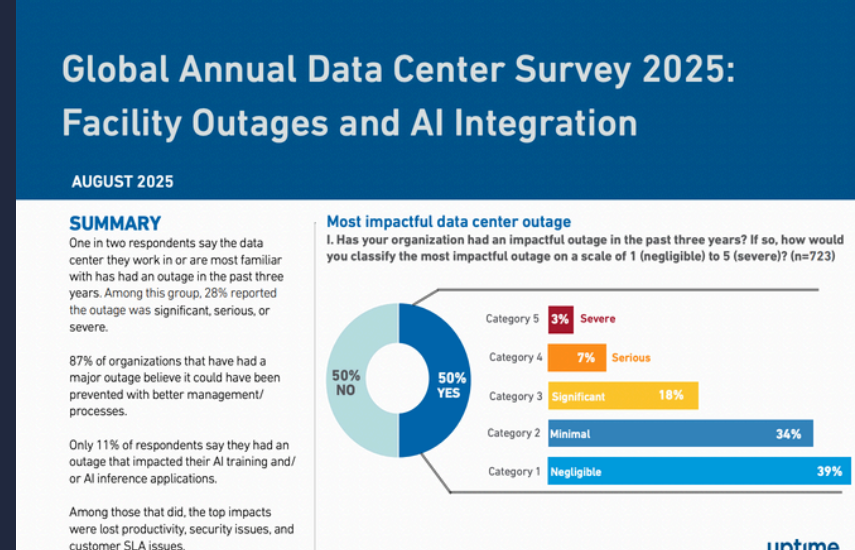 Global Annual Data Center Survey 2025:
Facility Outages and AI Integration
AUGUST 2025
SUMMARY
One in two respondents say the data
center they work in or are most familiar
with has had an outage in the past three
years. Among this group, 28% reported
the outage was significant, serious, or
severe.
87% of organizations that have had a
major outage believe it could have been
prevented with better management/
processes.
Only 11% of respondents say they had an
outage that impacted their AI training and/
or AI inference applications.
Among those that did, the top impacts
were lost productivity, security issues, and
customer SLA issues.
Most impactful data center outage
I. Has your organization had an impactful outage in the past three years? If so, how would
you classify the most impactful outage on a scale of 1 (negligible) to 5 (severe)? (n=723)
50%
NO
50%
YES
Category 5 3% Severe
Category 4 7% Serious
Category 3 Significant 18%
Category 2 Minimal 34%
Category 1 Negligible 39%
uptime